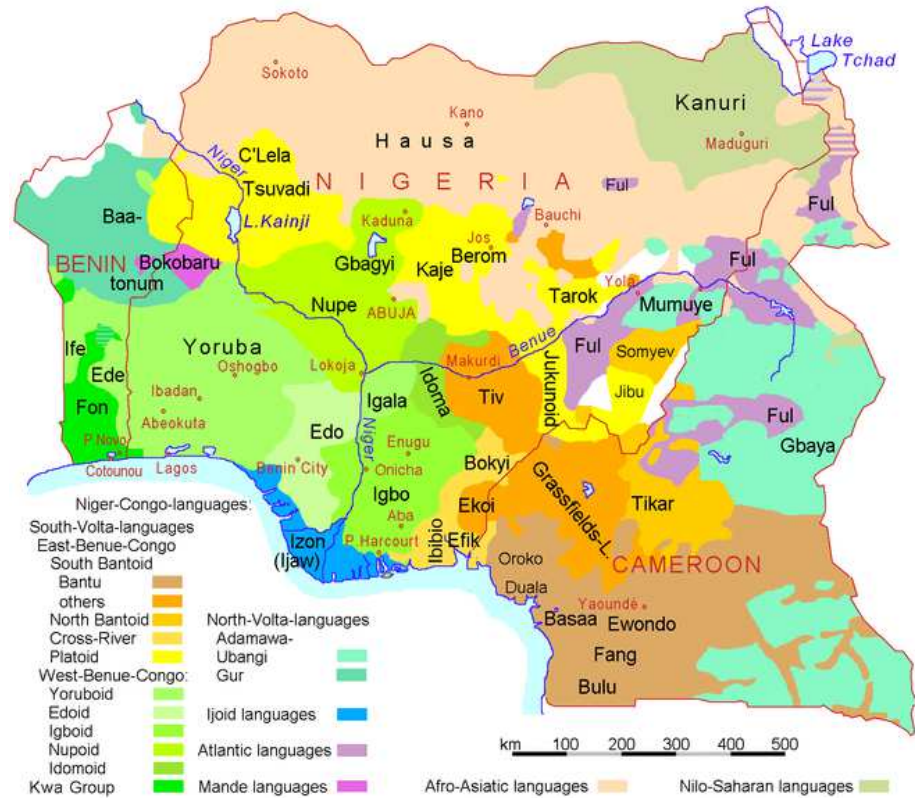 Lake
Tchad
Sokoto
Kanuri
Kano
Maduguri
Hausa
C'Lela
Niger
Tsuvadi
NIGERIA
Ful
Ful
Baa-
L.Kainji
Kaduna
Bauchi
Jos
Berom
Gbagyi
Kaje
Ful
BENIN
Bokobaru
tonum
Yola
Mumuye
Tarok
Nupe
ABUJA
Benue
Ife
Yoruba
Ful
Somyev
Oshogbo
Lokoja
Makurdi
Jukunoid
Ede
Idoma
Ibadan
Igala
Tiv
Jibu
Fon
Abeokuta
Edo
Niger
Ful
Enugu
Gbaya
P.Novo
Benin City
Onicha
Bokyi
Cotounou
Lagos
Grassfields-L.
Igbo
Ekoi
Tikar
Aba
Izon
(Ijaw)
P.Harcourt
Ibibio
Efik
Oroko
CAMEROON
Duala
Yaoundé
Basaa
Ewondo
Fang
Bulu
Niger-Congo-languages:
South-Volta-languages
East-Benue-Congo
South Bantoid
Bantu
others
North Bantoid
Cross-River
Platoid
West-Benue-Congo:
Yoruboid
Edoid
Igboid
Nupoid
Idomoid
Kwa Group
North-Volta-languages
Adamawa-
Ubangi
Gur
Ijoid languages
Atlantic languages
Mande languages
km 100 200 300 400 500
Afro-Asiatic languages
Nilo-Saharan languages